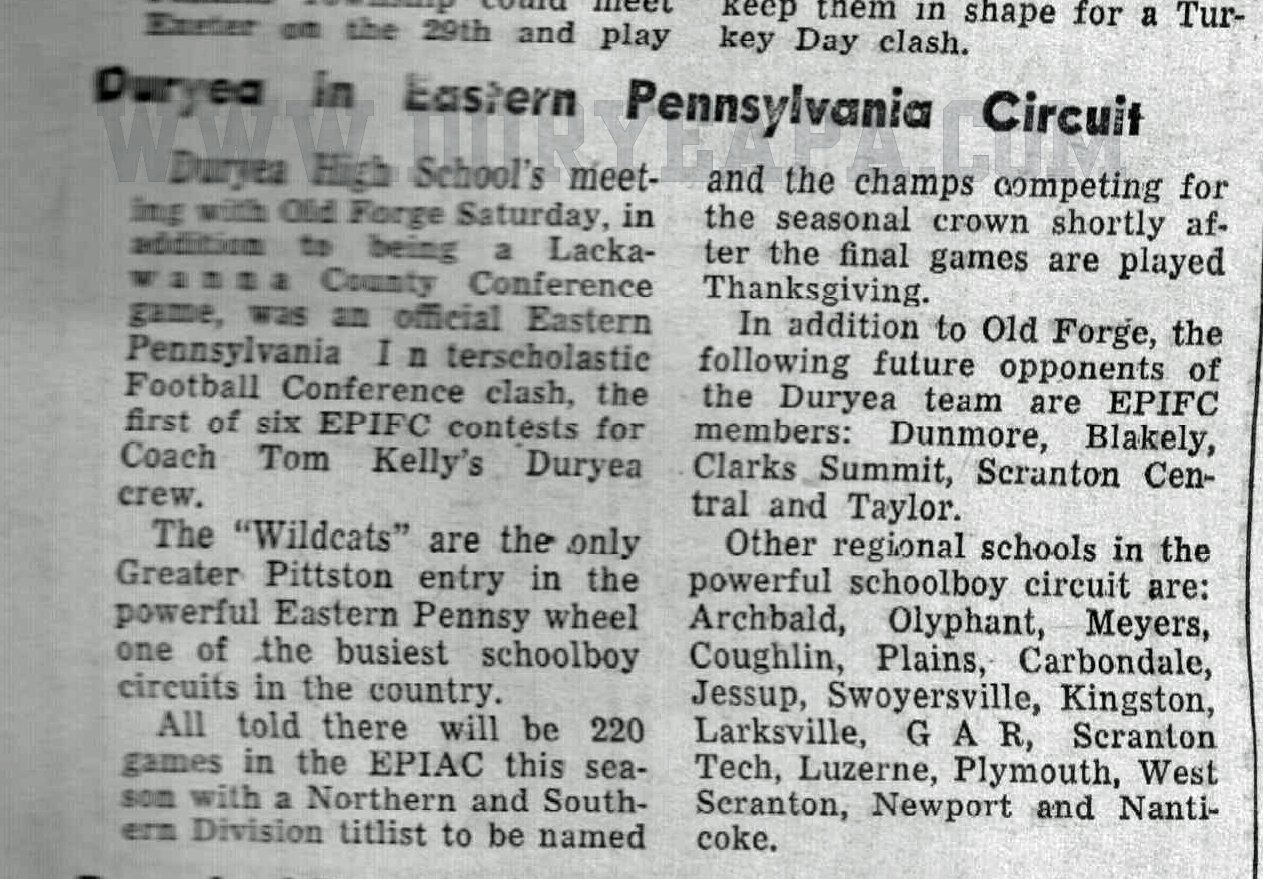 Township could meet
Exeter on the 29th and play
keep them in shape for a Tur-
key Day clash.
Duryea in Eastern Pennsylvania Circuit
WWW.DURYEAPA.COM
Duryea High School's meet-
ing with Old Forge Saturday, in
addition to being a Lacka-
wanna County Conference
game, was an official Eastern
Pennsylvania I n terscholastic
Football Conference clash, the
first of six EPIFC contests for
Coach Tom Kelly's Duryea
crew.
The "Wildcats" are the only
Greater Pittston entry in the
powerful Eastern Pennsy wheel
one of the busiest schoolboy
circuits in the country.
All told there will be 220
games in the EPIAC this sea-
son with a Northern and South-
ern Division titlist to be named
and the champs competing for
the seasonal crown shortly af-
ter the final games are played
Thanksgiving.
In addition to Old Forge, the
following future opponents of
the Duryea team are EPIFC
members: Dunmore, Blakely,
Clarks Summit, Scranton Cen-
tral and Taylor.
Other regional schools in the
powerful schoolboy circuit are:
Archbald, Olyphant, Meyers,
Coughlin, Plains, Carbondale,
Jessup, Swoyersville, Kingston,
Larksville, G A R, Scranton
Tech, Luzerne, Plymouth, West
Scranton, Newport and Nanti-
coke.